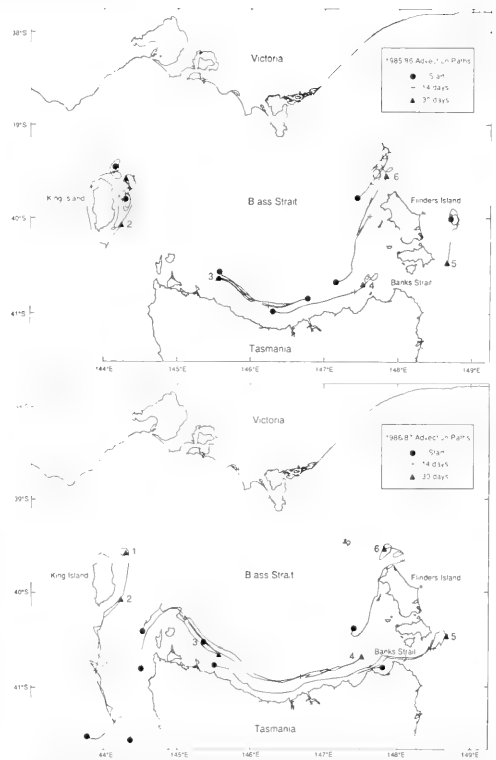 38°S
Victoria
1985/86 Advection Paths
Start
14 days
30 days
39°S
6
King Island
Bass Strait
Flinders Island
40°S
2
5
3
4
Banks Strait
41°S
Tasmania
144°E
145°E
146°E
147°E
148°E
149°E
Victoria
1986/87 Advection Paths
Start
14 days
30 days
39°S
1
6
King Island
Bass Strait
Flinders Island
40°S
2
5
3
4
Banks Strait
41°S
Tasmania
44°E
145°E
146°E
147°E
148°E
149°E